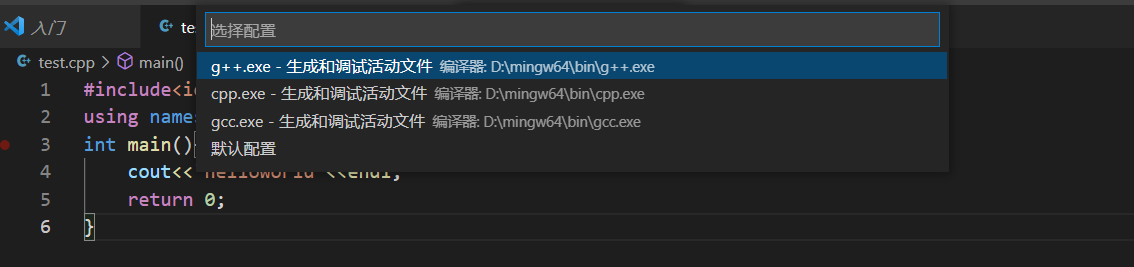 入门
te
选择配置
test.cpp > main()
g++.exe - 生成和调试活动文件 编译器: D:\mingw64\bin\g++.exe
cpp.exe - 生成和调试活动文件 编译器: D:\mingw64\bin\cpp.exe
gcc.exe - 生成和调试活动文件 编译器: D:\mingw64\bin\gcc.exe
默认配置
1 #include<i
2 using name
3 int main()
4 cout<< helloworld <<endl;
5 return 0;
6 }